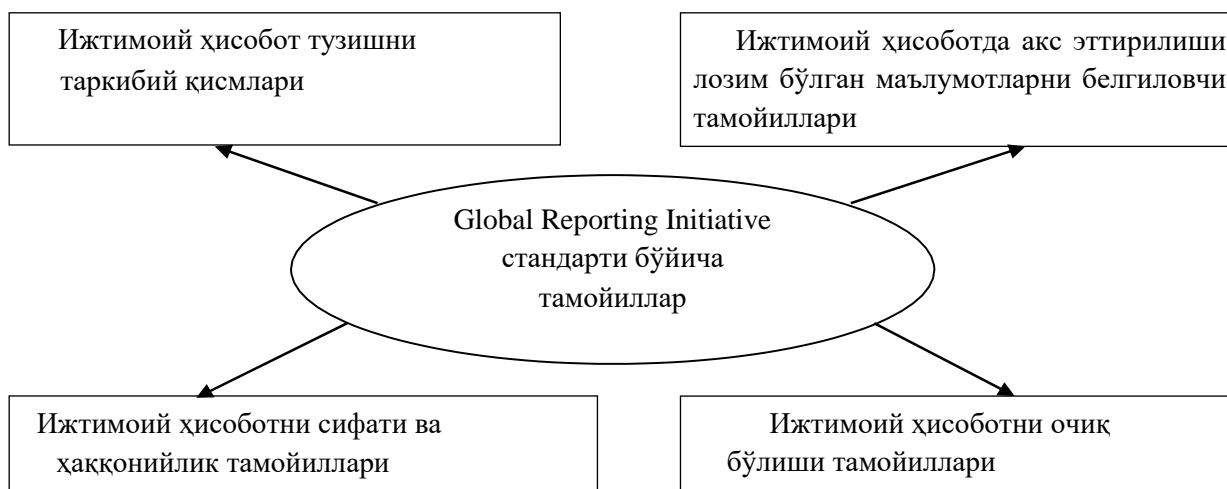 Ижтимоий ҳисобот тузишни
таркибий қисмлари
Ижтимоий ҳисоботда акс эттирилиши
лозим бўлган маълумотларни белгиловчи
тамойиллари
Global Reporting Initiative
стандарти бўйича
тамойиллар
Ижтимоий ҳисоботни сифати ва
ҳаққонийлик тамойиллари
Ижтимоий ҳисоботни очиқ
бўлиши тамойиллари